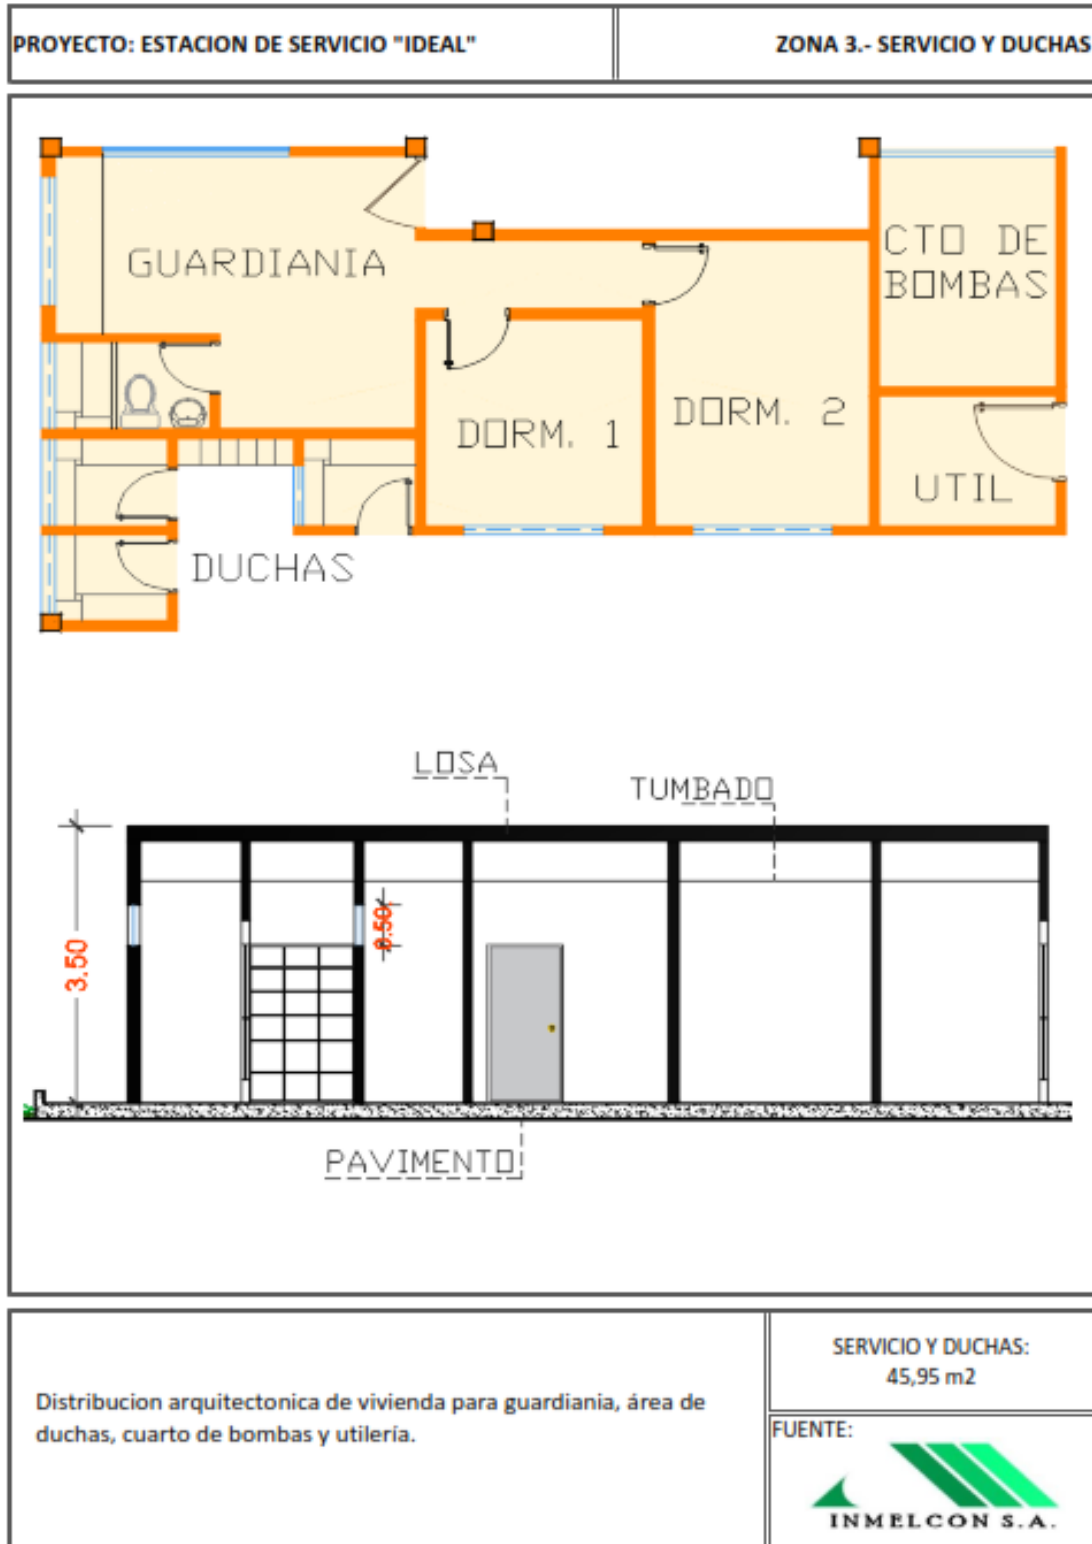 PROYECTO: ESTACION DE SERVICIO "IDEAL"
ZONA 3.- SERVICIO Y DUCHAS
GUARDIANIA
CTO DE
BOMBAS
DORM. 1
DORM. 2
UTIL
DUCHAS
LOSA
TUMBADO
3.50
0.50
PAVIMENTO
Distribucion arquitectonica de vivienda para guardiania, área de
duchas, cuarto de bombas y utilería.
SERVICIO Y DUCHAS:
45,95 m2
FUENTE:
INMELCON S.A.